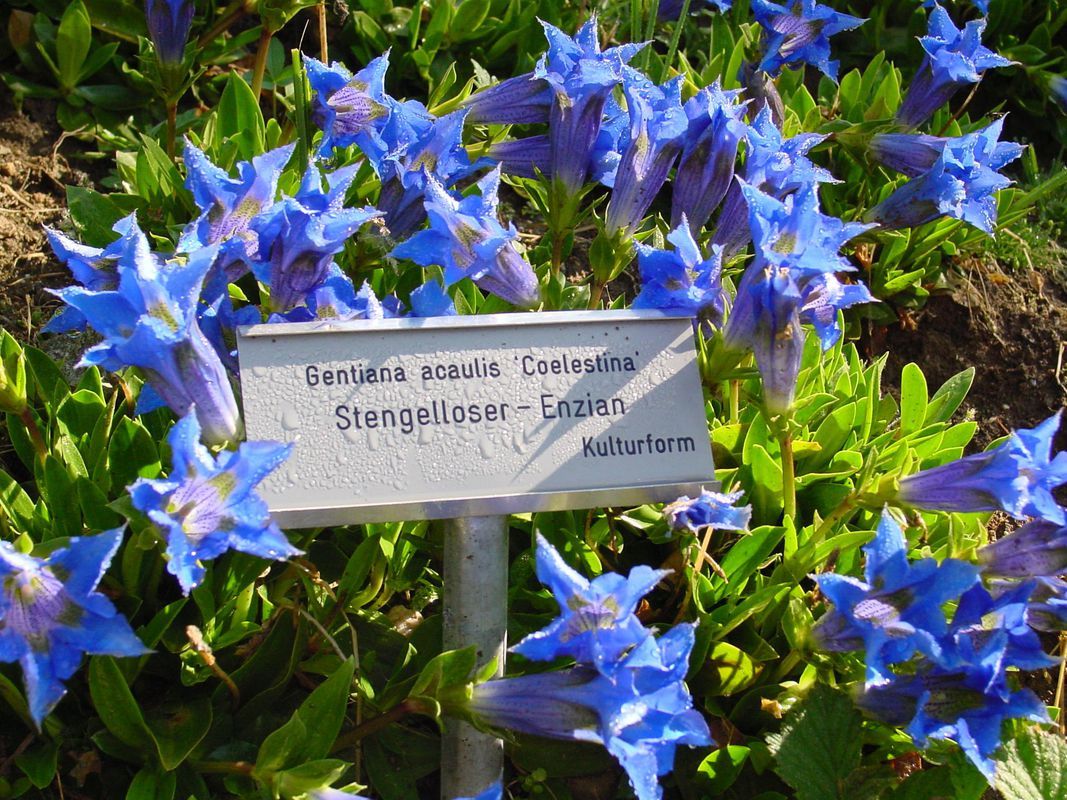 Gentiana acaulis 'Coelestina'
Stengelloser – Enzian
Kulturform